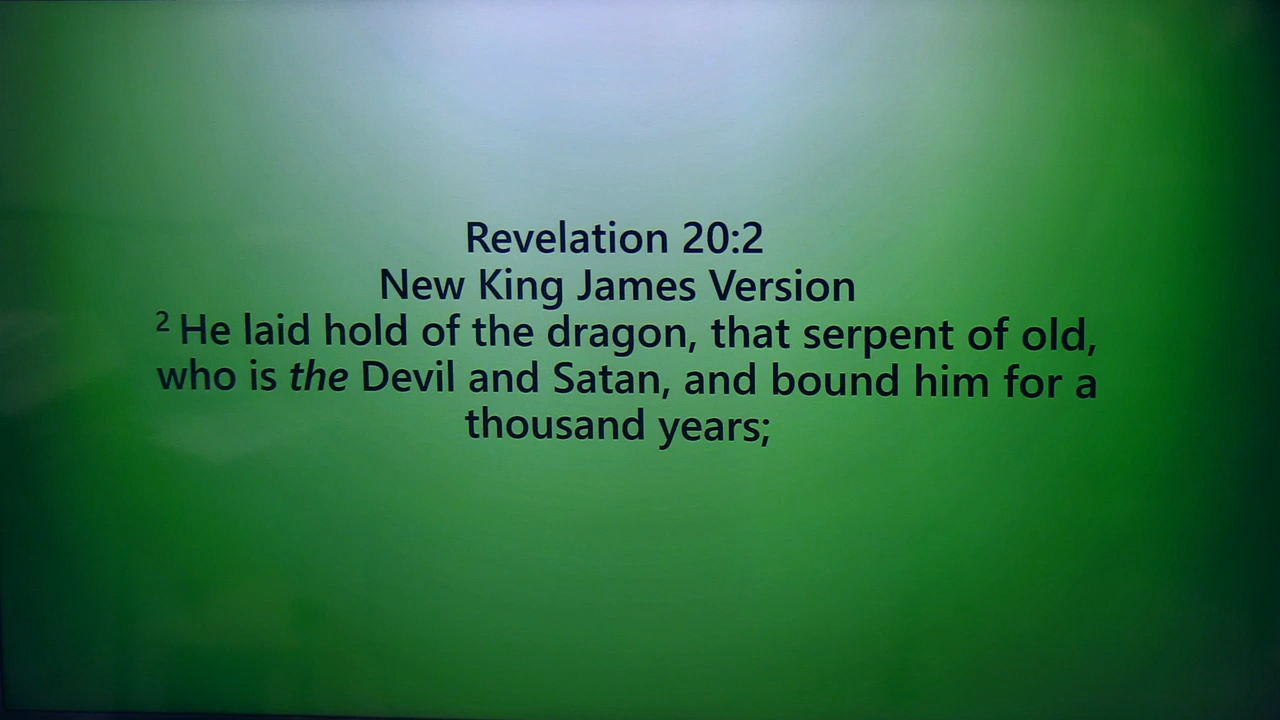 Revelation 20:2
New King James Version
2 He laid hold of the dragon, that serpent of old,
who is the Devil and Satan, and bound him for a
thousand years;